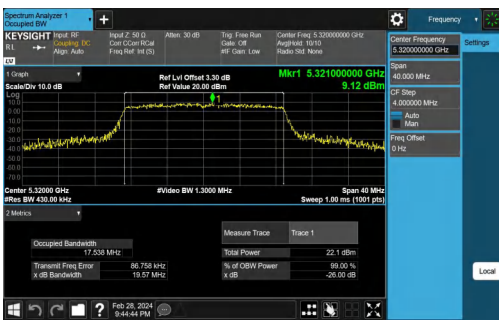 Spectrum Analyzer 1
Occupied BW
+
Frequency
KEYSIGHT Input: RF Input Z: 50 Ω Atten: 30 dB Trig: Free Run Center Freq: 5.320000000 GHz
RL Coupling: DC Corr CCorr RCal Gate: Off Avg|Hold: 10/10
Align: Auto Freq Ref: Int (S) #IF Gain: Low Radio Std: None
Center Frequency
5.320000000 GHz
Settings
Span
40.000 MHz
CF Step
4.000000 MHz
Auto
Man
Freq Offset
0 Hz
Local
1 Graph
Scale/Div 10.0 dB
Ref Lvl Offset 3.30 dB
Ref Value 20.00 dBm
Mkr1 5.321000000 GHz
9.12 dBm
Log
10.0
0.00
-10.0
-20.0
-30.0
-40.0
-50.0
-60.0
-70.0
1
Center 5.32000 GHz #Video BW 1.3000 MHz Span 40 MHz
#Res BW 430.00 kHz Sweep 1.00 ms (1001 pts)
2 Metrics
Measure Trace Trace 1
Occupied Bandwidth
17.538 MHz Total Power 22.1 dBm
Transmit Freq Error 86.758 kHz % of OBW Power 99.00 %
x dB Bandwidth 19.57 MHz x dB -26.00 dB
? Feb 28, 2024
9:44:44 PM